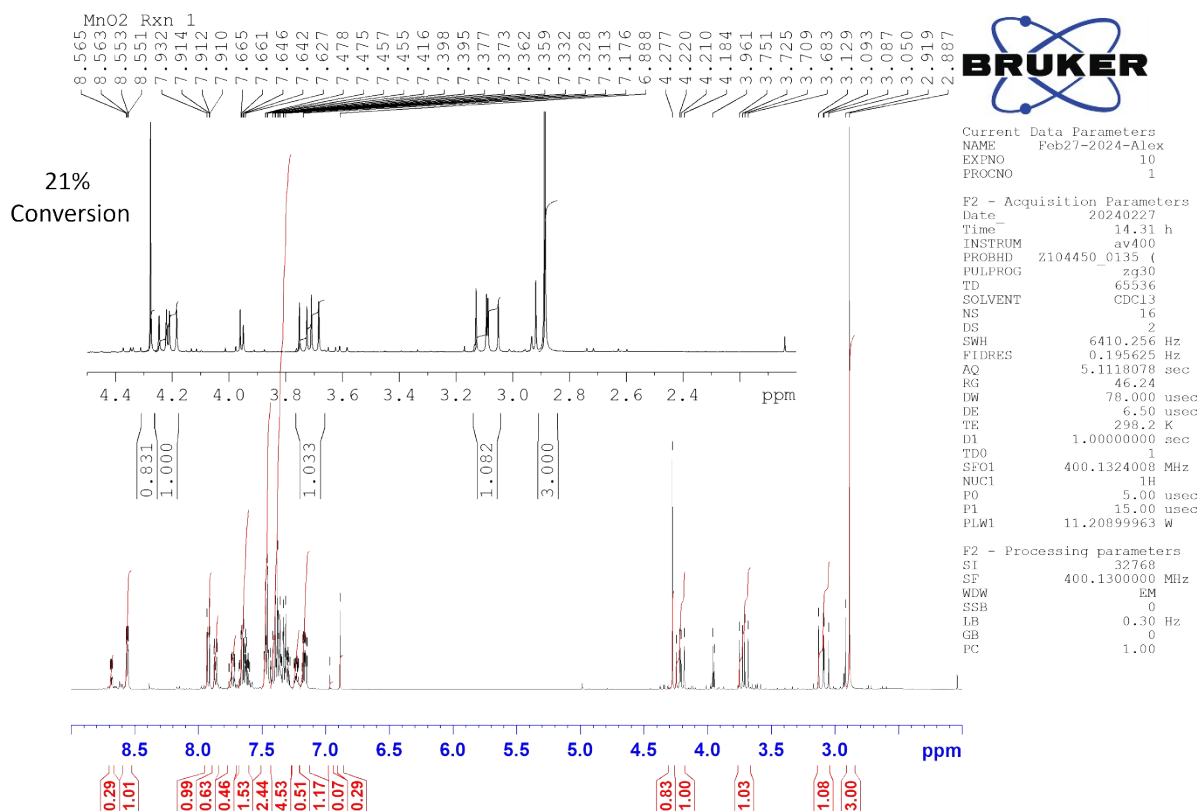 MnO2 Rxn 1
8.565
8.563
8.553
8.551
7.932
7.914
7.912
7.910
7.665
7.661
7.646
7.642
7.627
7.478
7.475
7.457
7.455
7.416
7.398
7.395
7.377
7.373
7.362
7.359
7.332
7.328
7.313
7.176
6.888
4.277
4.220
4.210
4.184
3.961
3.751
3.725
3.709
3.683
3.129
3.093
3.087
3.050
2.919
2.887
BRUKER
21%
Conversion
4.4 4.2 4.0 3.8 3.6 3.4 3.2 3.0 2.8 2.6 2.4 ppm
0.831
1.000
1.033
1.082
3.000
8.5 8.0 7.5 7.0 6.5 6.0 5.5 5.0 4.5 4.0 3.5 3.0 ppm
0.29
1.01
0.99
0.63
0.46
1.53
2.44
4.53
0.51
1.17
0.07
0.29
0.83
1.00
1.03
1.08
3.00
Current Data Parameters
NAME Feb27-2024-Alex
EXPNO 10
PROCNO 1
F2 - Acquisition Parameters
Date_ 20240227
Time 14.31 h
INSTRUM av400
PROBHD Z104450_0135 (
PULPROG zg30
TD 65536
SOLVENT CDCl3
NS 16
DS 2
SWH 6410.256 Hz
FIDRES 0.195625 Hz
AQ 5.1118078 sec
RG 46.24
DW 78.000 usec
DE 6.50 usec
TE 298.2 K
D1 1.00000000 sec
TD0 1
SFO1 400.1324008 MHz
NUC1 1H
P0 5.00 usec
P1 15.00 usec
PLW1 11.20899963 W
F2 - Processing parameters
SI 32768
SF 400.1300000 MHz
WDW EM
SSB 0
LB 0.30 Hz
GB 0
PC 1.00